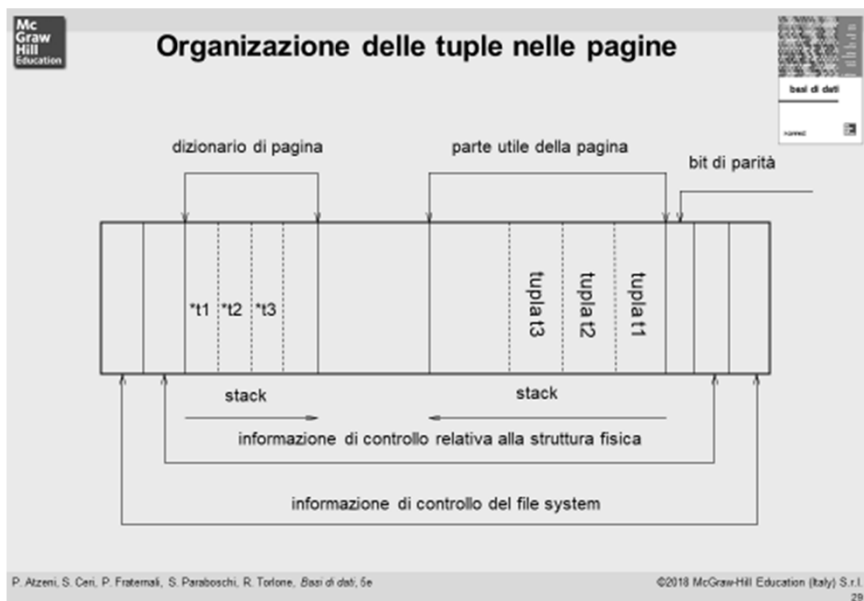 Mc
Graw
Hill
Education
Organizazione delle tuple nelle pagine
basi di dati
dizionario di pagina
parte utile della pagina
bit di parità
*t1 *t2 *t3
tupla t3
tupla t2
tupla t1
stack
stack
informazione di controllo relativa alla struttura fisica
informazione di controllo del file system
P. Atzeni, S. Ceri, P. Fraternali, S. Paraboschi, R. Torlone, Basi di dati, 5e
©2018 McGraw-Hill Education (Italy) S.r.l.
29